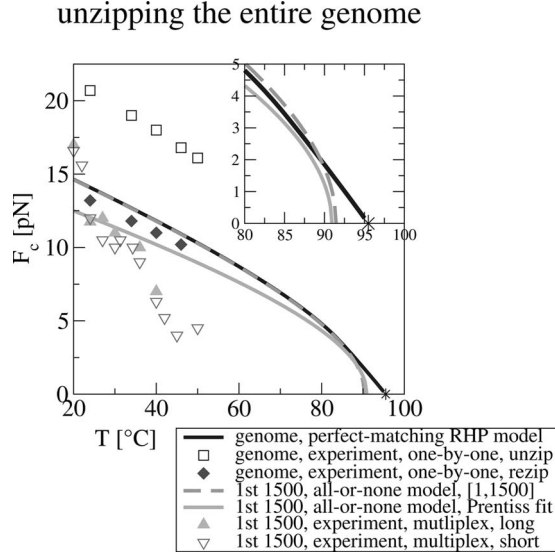 unzipping the entire genome
F_c [pN]
20
15
10
5
0
20
40
60
80
100
T [°C]
5
4
3
2
1
0
80
85
90
95
100
genome, perfect-matching RHP model
genome, experiment, one-by-one, unzip
genome, experiment, one-by-one, rezip
1st 1500, all-or-none model, [1,1500]
1st 1500, all-or-none model, Prentiss fit
1st 1500, experiment, mutliplex, long
1st 1500, experiment, multiplex, short